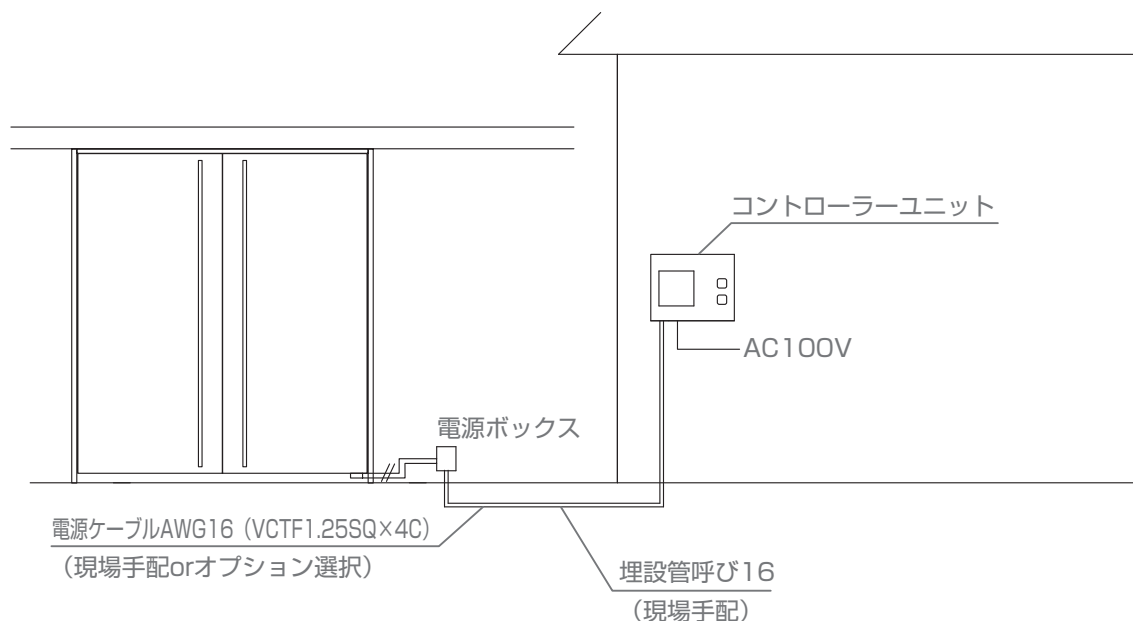 コントローラーユニット
AC100V
電源ボックス
電源ケーブルAWG16（VCTF1.25SQ×4C）
（現場手配orオプション選択）
埋設管呼び16
（現場手配）